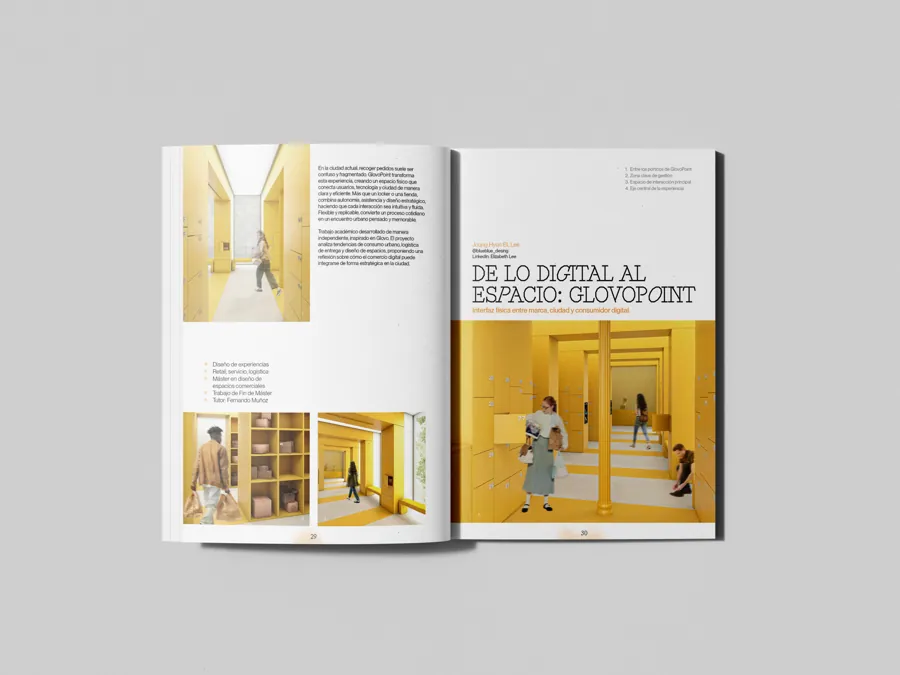 En la ciudad actual, recoger pedidos suele ser
confuso y fragmentado. GlovoPoint transforma
esta experiencia, creando un espacio físico que
conecta usuarios, tecnología y ciudad de manera
clara y eficiente. Más que un locker o una tienda,
combina autonomía, asistencia y diseño estratégico,
haciendo que cada interacción sea intuitiva y fluida.
Flexible y replicable, convierte un proceso cotidiano
en un encuentro urbano pensado y memorable.
Trabajo académico desarrollado de manera
independiente, inspirado en Glovo. El proyecto
analiza tendencias de consumo urbano, logística
de entrega y diseño de espacios, proponiendo una
reflexión sobre cómo el comercio digital puede
integrarse de forma estratégica en la ciudad.
Diseño de experiencias
Retail, servicio, logística
Máster en diseño de
espacios comerciales
Trabajo de Fin de Máster
Tutor: Fernando Muñoz
29
1. Entre los pórticos de GlovoPoint
2. Zona de gestión
3. Espacio de interacción principal
4. Eje central de la experiencia
Lee
LinkedIn: Elizabeth Lee
DE LO DIGITAL AL
ESPACIO: GLOVOPOINT
interfaz física entre marca, ciudad y consumidor digital
30